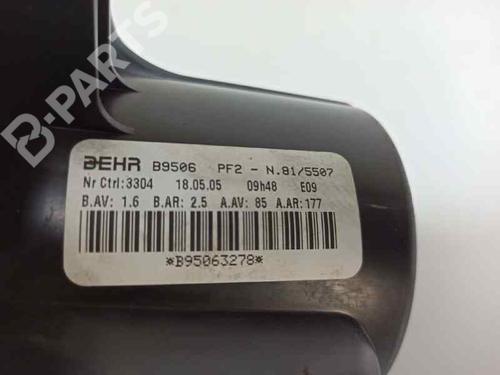 B-PARTS
BEHR B9506 PF2 - N.01/5507
Nr Ctrl:3304 18.05.05 09h48 E09
B.AV: 1.6 B.AR: 2.5 A.AV: 85 A.AR:177
*B95063278*